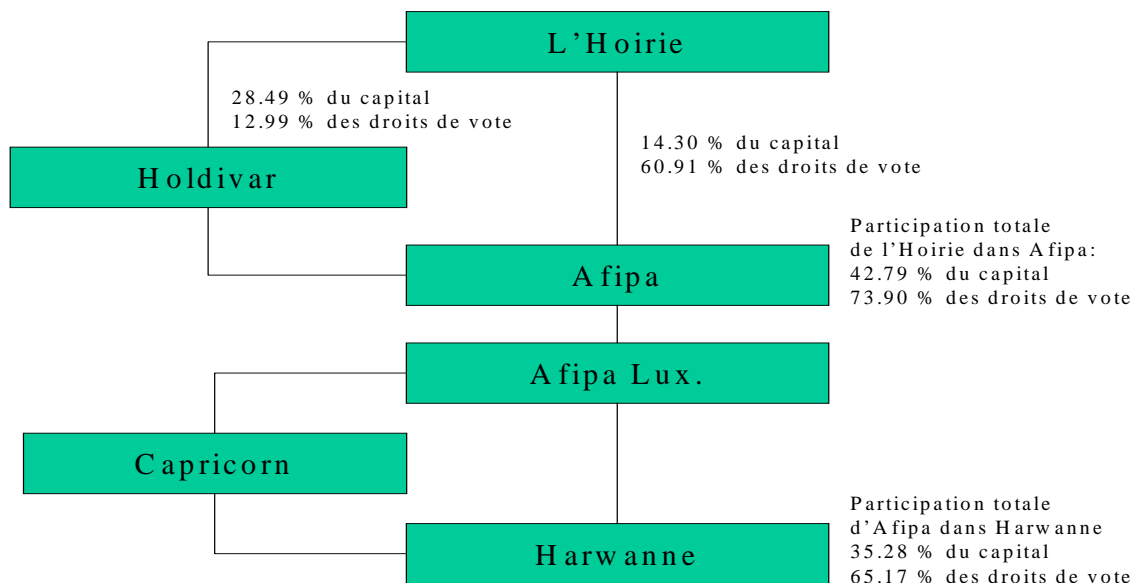 L'Hoirie
28.49 % du capital
12.99 % des droits de vote
14.30 % du capital
60.91 % des droits de vote
Holdivar
Participation totale
de l'Hoirie dans Afipa:
42.79 % du capital
73.90 % des droits de vote
Afipa
Afipa Lux.
Capricorn
Participation totale
d'Afipa dans Harwanne
35.28 % du capital
65.17 % des droits de vote
Harwanne